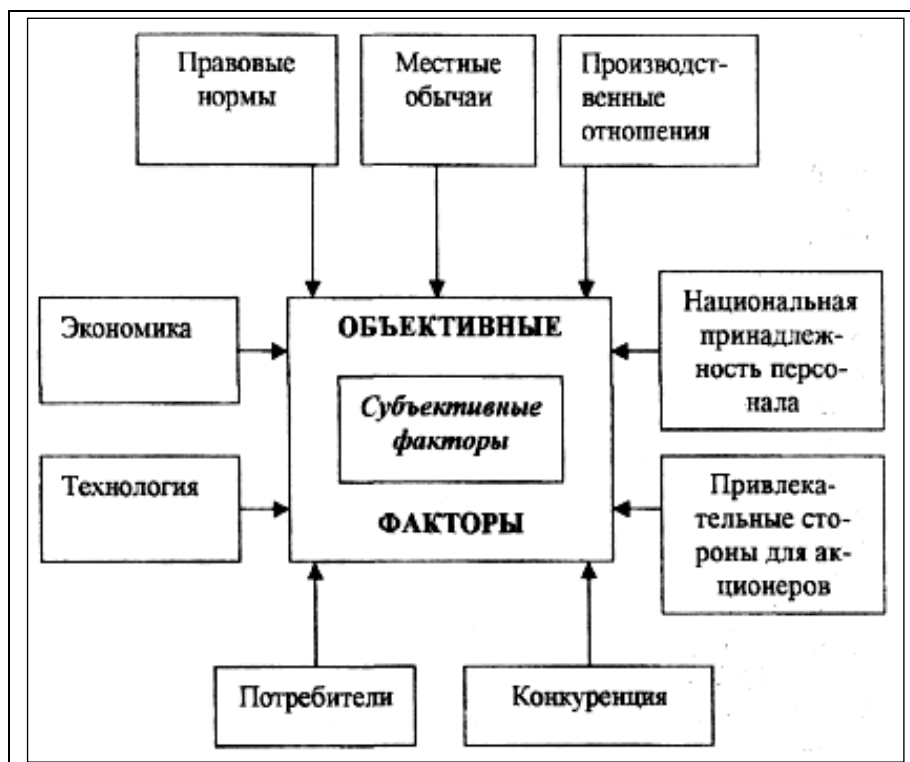 Правовые
нормы
Местные
обычаи
Производст-
венные
отношения
Экономика
ОБЪЕКТИВНЫЕ
Субъективные
факторы
ФАКТОРЫ
Национальная
принадлеж-
ность персо-
нала
Технология
Привлека-
тельные сто-
роны для ак-
ционеров
Потребители
Конкуренция